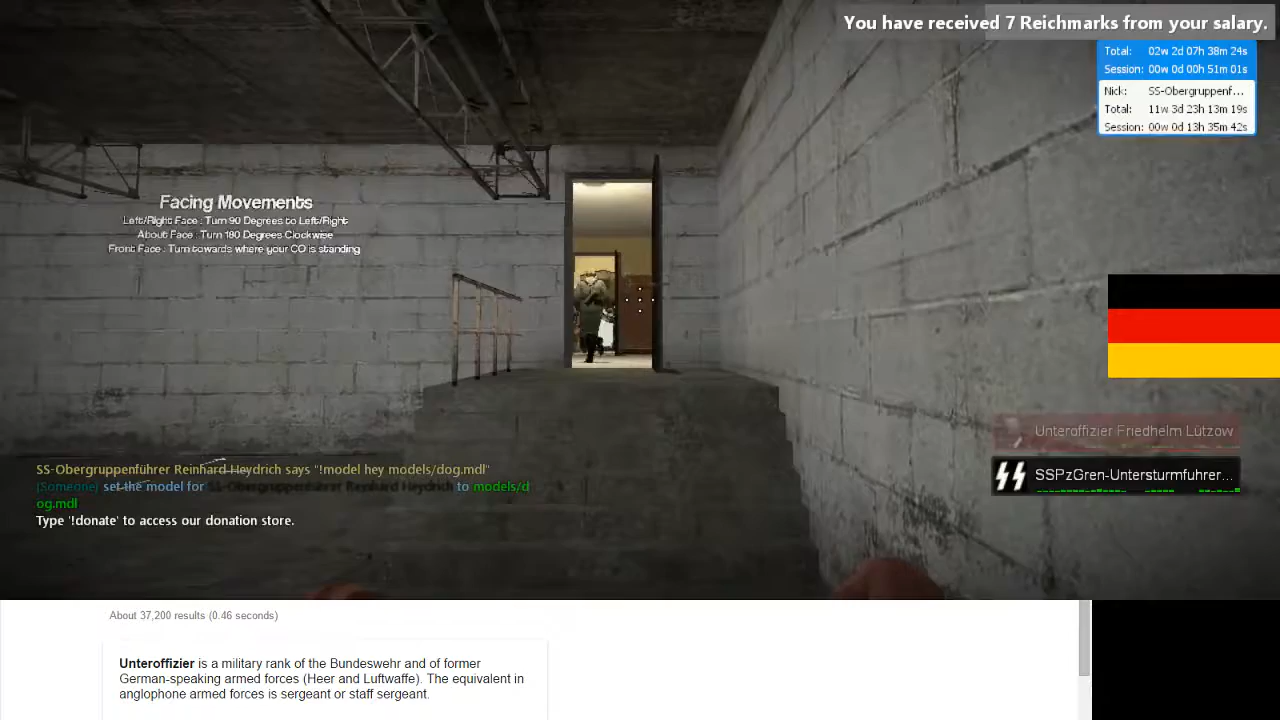 You have received 7 Reichmarks from your salary.
Total: 02w 2d 07h 38m 24s
Session: 00w 0d 00h 51m 01s
Nick: SS-Obergruppenf...
Total: 11w 3d 23h 13m 19s
Session: 00w 0d 13h 35m 42s
Facing Movements
Left/Right Face : Turn 90 Degrees to Left/Right
About Face : Turn 180 Degrees Clockwise
Front Face : Turn towards where your CO is standing
Unteroffizier Friedhelm Lützow
SSPzGren-Untersturmfuhrer...
SS-Obergruppenführer Reinhard Heydrich says "!model hey models/dog.mdl"
(Someone) set the model for SS-Obergruppenführer Reinhard Heydrich to models/d
og.mdl
Type '!donate' to access our donation store.
About 37,200 results (0.46 seconds)
Unteroffizier is a military rank of the Bundeswehr and of former
German-speaking armed forces (Heer and Luftwaffe). The equivalent in
anglophone armed forces is sergeant or staff sergeant.